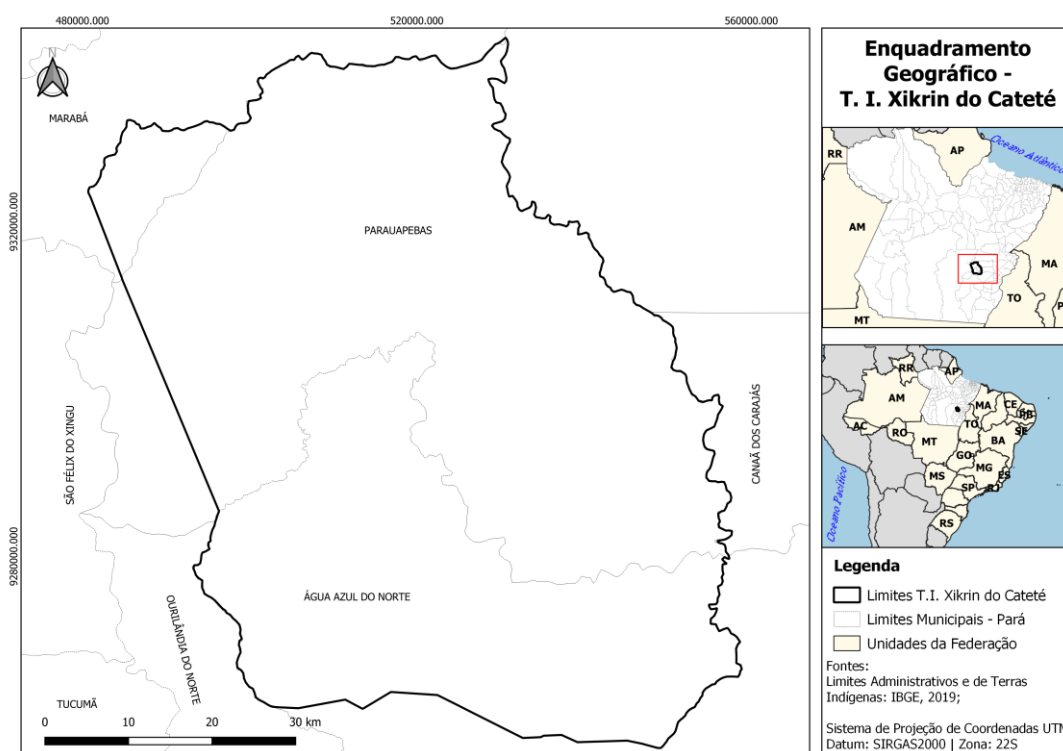 480000.000
520000.000
560000.000
N
MARABÁ
93200000.000
PARAUAPEBAS
SÃO FÉLIX DO XINGU
CANAÃ DOS CARAJÁS
92800000.000
ÁGUA AZUL DO NORTE
OURILÂNDIA DO NORTE
TUCUMÃ
0 10 20 30 km
Enquadramento
Geográfico -
T. I. Xikrin do Cateté
RR
AP
Oceano Atlântico
AM
MA
TO
P
MT
RR
AP
AM
MA
CE
PB
AC
RO
TO
SE
MT
BA
GO
MG
MS
ES
SP
RJ
RS
Oceano Pacífico
Legenda
Limites T.I. Xikrin do Cateté
Limites Municipais - Pará
Unidades da Federação
Fontes:
Limites Administrativos e de Terras
Indígenas: IBGE, 2019;
Sistema de Projeção de Coordenadas UTM
Datum: SIRGAS2000 | Zona: 22S